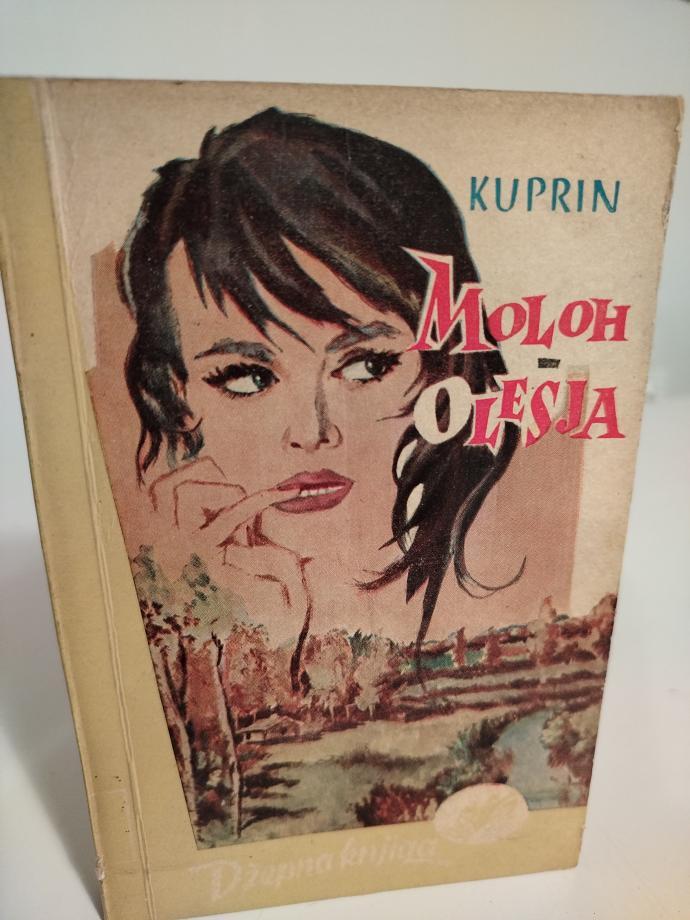 KUPRIN
MOLOH
-
OLESJA
Džepna knjiga